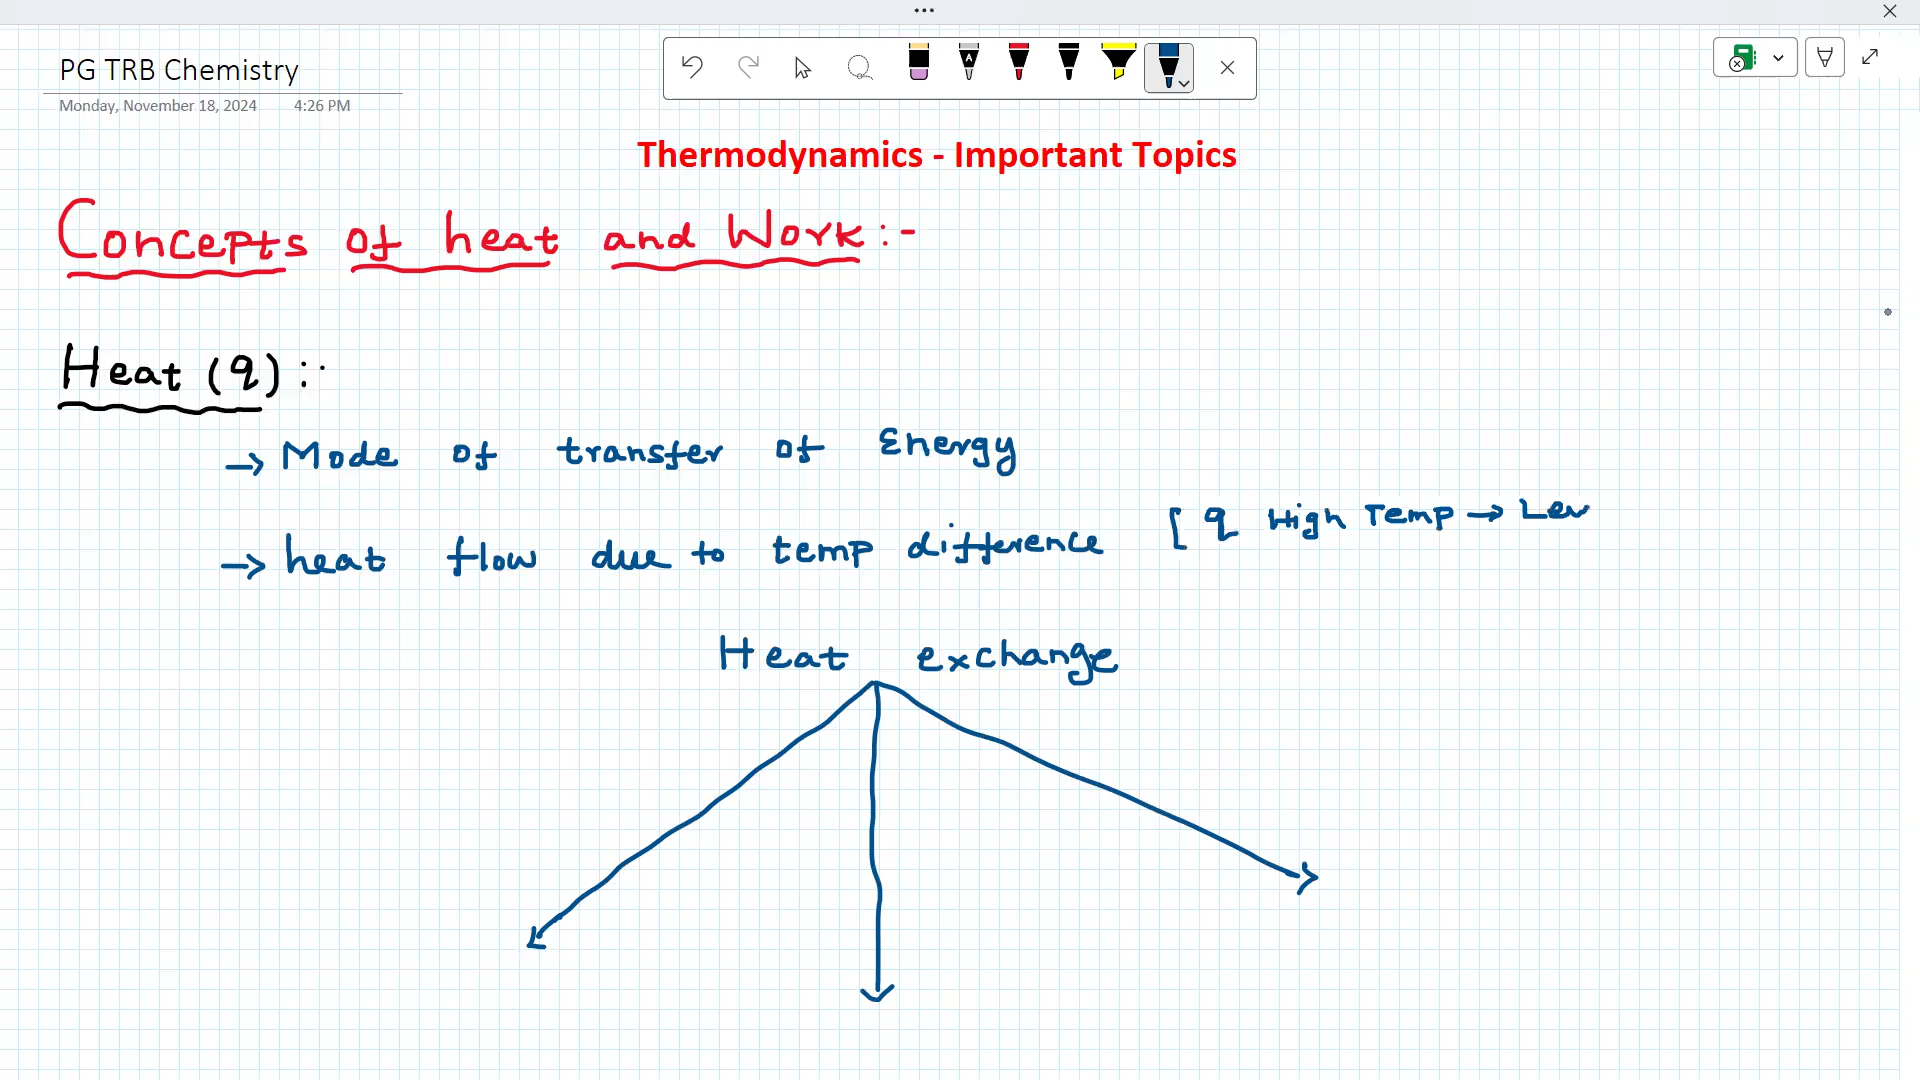 PG TRB Chemistry
Monday, November 18, 2024 4:26 PM
Thermodynamics - Important Topics
Concepts of heat and Work :-
Heat (q) :-
→ Mode of transfer of Energy
→ heat flow due to temp difference [ q High Temp → Low
Heat exchange